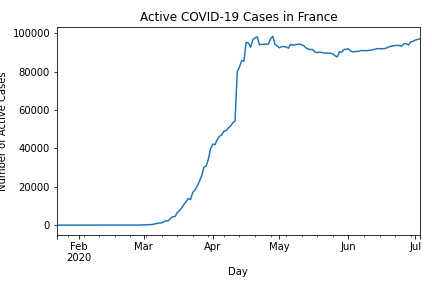 Active COVID-19 Cases in France
Number of Active Cases
100000
80000
60000
40000
20000
0
Feb
2020
Mar
Apr
May
Jun
Jul
Day